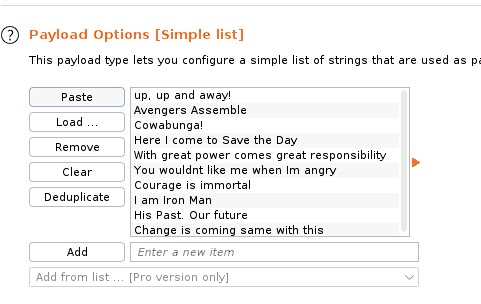 ? Payload Options [Simple list]
This payload type lets you configure a simple list of strings that are used as pa
Paste
Load ...
Remove
Clear
Deduplicate
up, up and away!
Avengers Assemble
Cowabunga!
Here I come to Save the Day
With great power comes great responsibility
You wouldnt like me when Im angry
Courage is immortal
I am Iron Man
His Past. Our future
Change is coming same with this
Add
Enter a new item
Add from list ... [Pro version only]